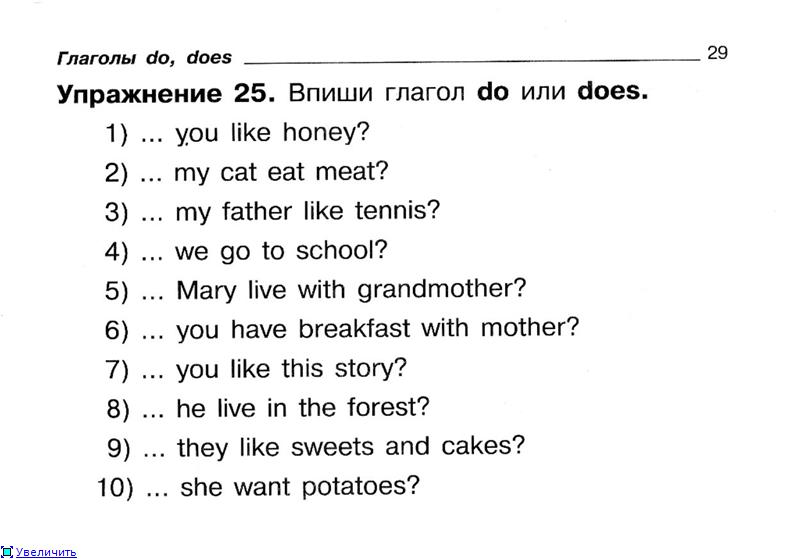 Глаголы do, does 29
Упражнение 25. Впиши глагол do или does.
1) ... you like honey?
2) ... my cat eat meat?
3) ... my father like tennis?
4) ... we go to school?
5) ... Mary live with grandmother?
6) ... you have breakfast with mother?
7) ... you like this story?
8) ... he live in the forest?
9) ... they like sweets and cakes?
10) ... she want potatoes?
Увеличить